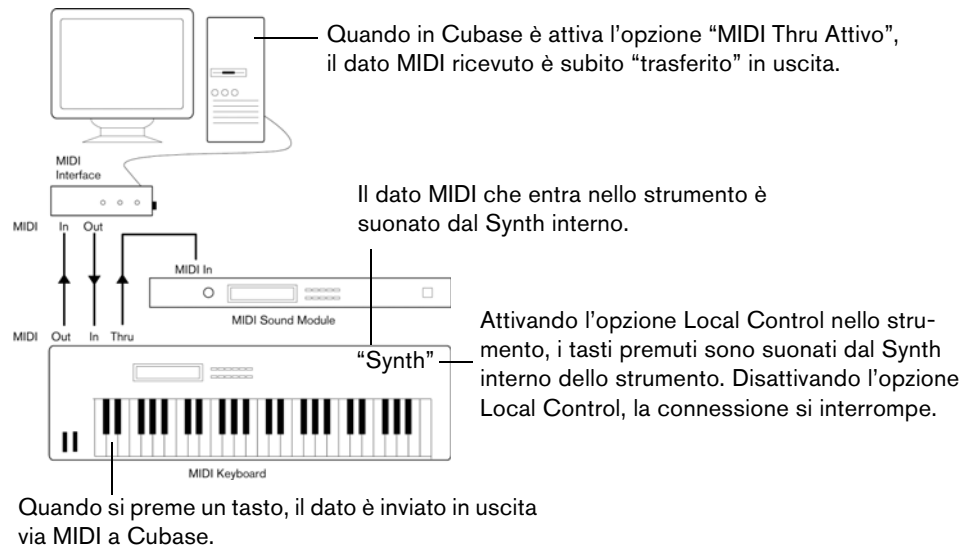 Quando in Cubase è attiva l'opzione “MIDI Thru Attivo”,
il dato MIDI ricevuto è subito “trasferito” in uscita.
MIDI
Interface
Il dato MIDI che entra nello strumento è
suonato dal Synth interno.
MIDI In Out
MIDI In
MIDI Sound Module
MIDI Out In Thru
“Synth”
Attivando l'opzione Local Control nello stru-
mento, i tasti premuti sono suonati dal Synth
interno dello strumento. Disattivando l'opzione
Local Control, la connessione si interrompe.
MIDI Keyboard
Quando si preme un tasto, il dato è inviato in uscita
via MIDI a Cubase.